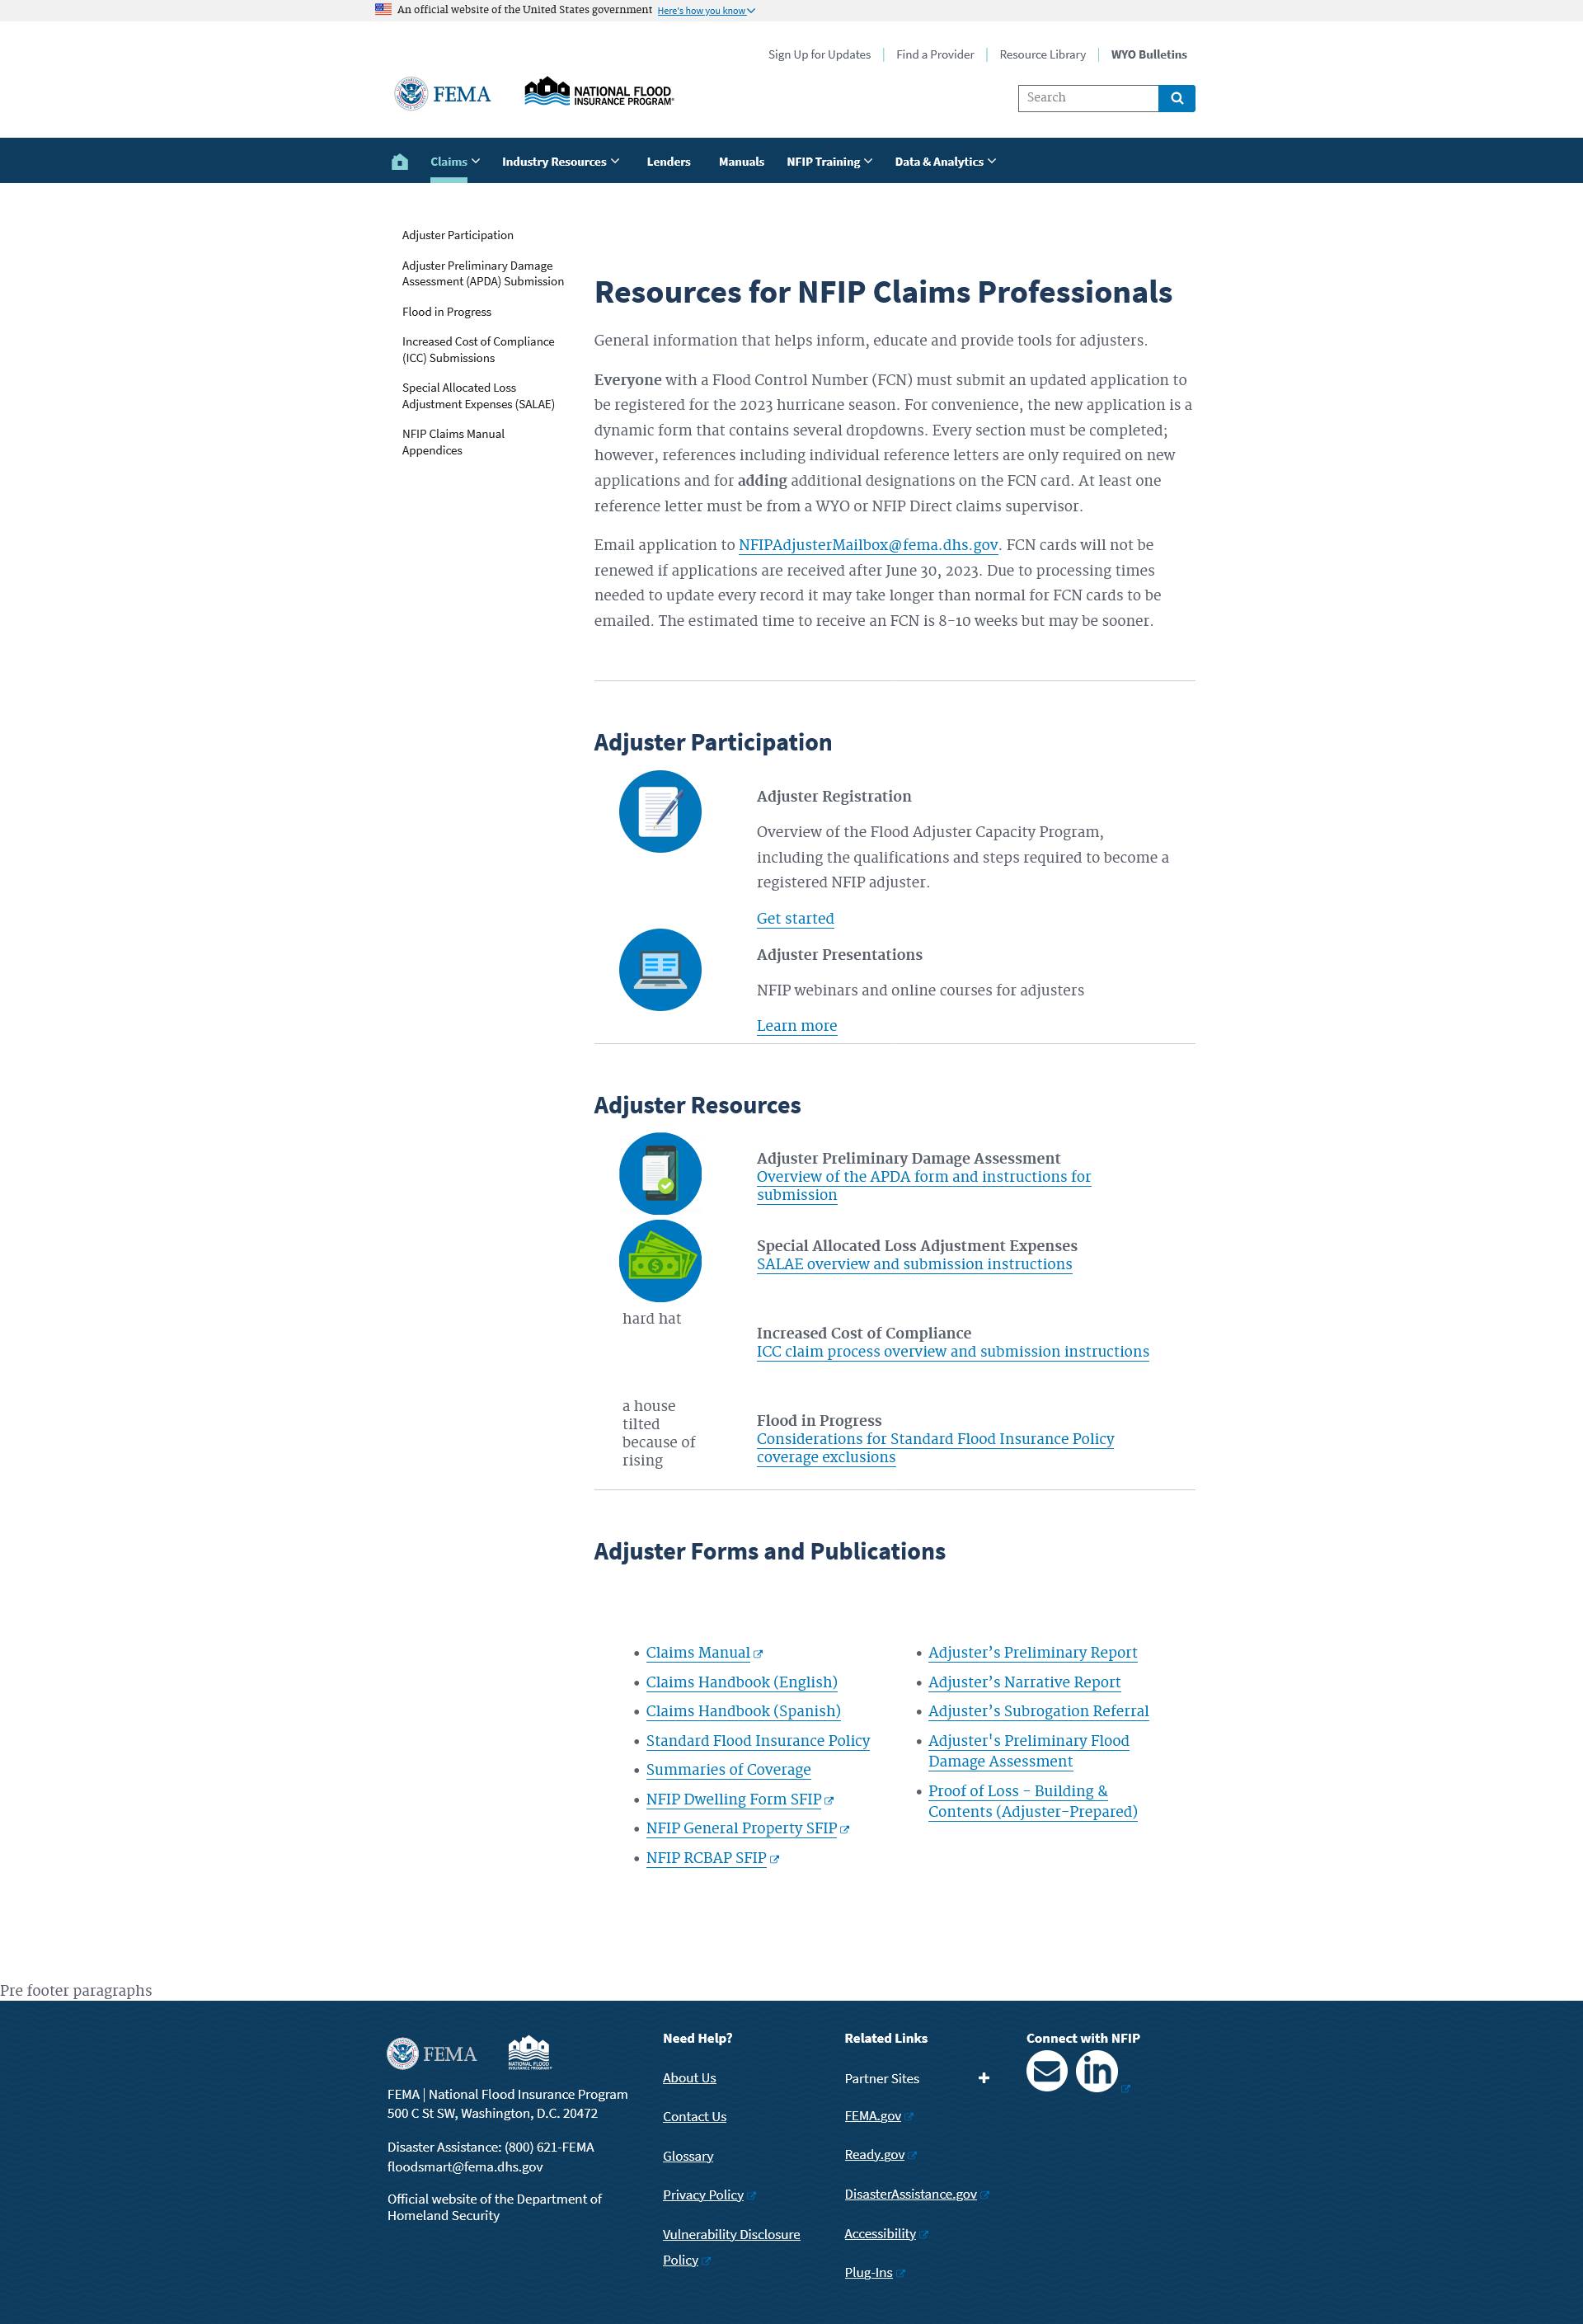 An official website of the United States government Here's how you know
Sign Up for Updates
Find a Provider
Resource Library
WYO Bulletins
FEMA
NATIONAL FLOOD
INSURANCE PROGRAM®
Search
Claims
Industry Resources
Lenders
Manuals
NFIP Training
Data & Analytics
Adjuster Participation
Adjuster Preliminary Damage
Assessment (APDA) Submission
Flood in Progress
Increased Cost of Compliance
(ICC) Submissions
Special Allocated Loss
Adjustment Expenses (SALAE)
NFIP Claims Manual
Appendices
Resources for NFIP Claims Professionals
General information that helps inform, educate and provide tools for adjusters.
Everyone with a Flood Control Number (FCN) must submit an updated application to
be registered for the 2023 hurricane season. For convenience, the new application is a
dynamic form that contains several dropdowns. Every section must be completed;
however, references including individual reference letters are only required on new
applications and for adding additional designations on the FCN card. At least one
reference letter must be from a WYO or NFIP Direct claims supervisor.
Email application to NFIPAdjusterMailbox@fema.dhs.gov. FCN cards will not be
renewed if applications are received after June 30, 2023. Due to processing times
needed to update every record it may take longer than normal for FCN cards to be
emailed. The estimated time to receive an FCN is 8-10 weeks but may be sooner.
Adjuster Participation
Adjuster Registration
Overview of the Flood Adjuster Capacity Program,
including the qualifications and steps required to become a
registered NFIP adjuster.
Get started
Adjuster Presentations
NFIP webinars and online courses for adjusters
Learn more
Adjuster Resources
Adjuster Preliminary Damage Assessment
Overview of the APDA form and instructions for
submission
Special Allocated Loss Adjustment Expenses
SALAE overview and submission instructions
hard hat
Increased Cost of Compliance
ICC claim process overview and submission instructions
a house
tilted
because of
rising
Flood in Progress
Considerations for Standard Flood Insurance Policy
coverage exclusions
Adjuster Forms and Publications
• Claims Manual
• Claims Handbook (English)
• Claims Handbook (Spanish)
• Standard Flood Insurance Policy
• Summaries of Coverage
• NFIP Dwelling Form SFIP
• NFIP General Property SFIP
• NFIP RCBAP SFIP
• Adjuster’s Preliminary Report
• Adjuster’s Narrative Report
• Adjuster’s Subrogation Referral
• Adjuster's Preliminary Flood
Damage Assessment
• Proof of Loss - Building &
Contents (Adjuster-Prepared)
Pre footer paragraphs
FEMA
NATIONAL FLOOD
INSURANCE PROGRAM
FEMA | National Flood Insurance Program
500 C St SW, Washington, D.C. 20472
Disaster Assistance: (800) 621-FEMA
floodsmart@fema.dhs.gov
Official website of the Department of
Homeland Security
Need Help?
About Us
Contact Us
Glossary
Privacy Policy
Vulnerability Disclosure
Policy
Related Links
Partner Sites
FEMA.gov
Ready.gov
DisasterAssistance.gov
Accessibility
Plug-Ins
Connect with NFIP
in